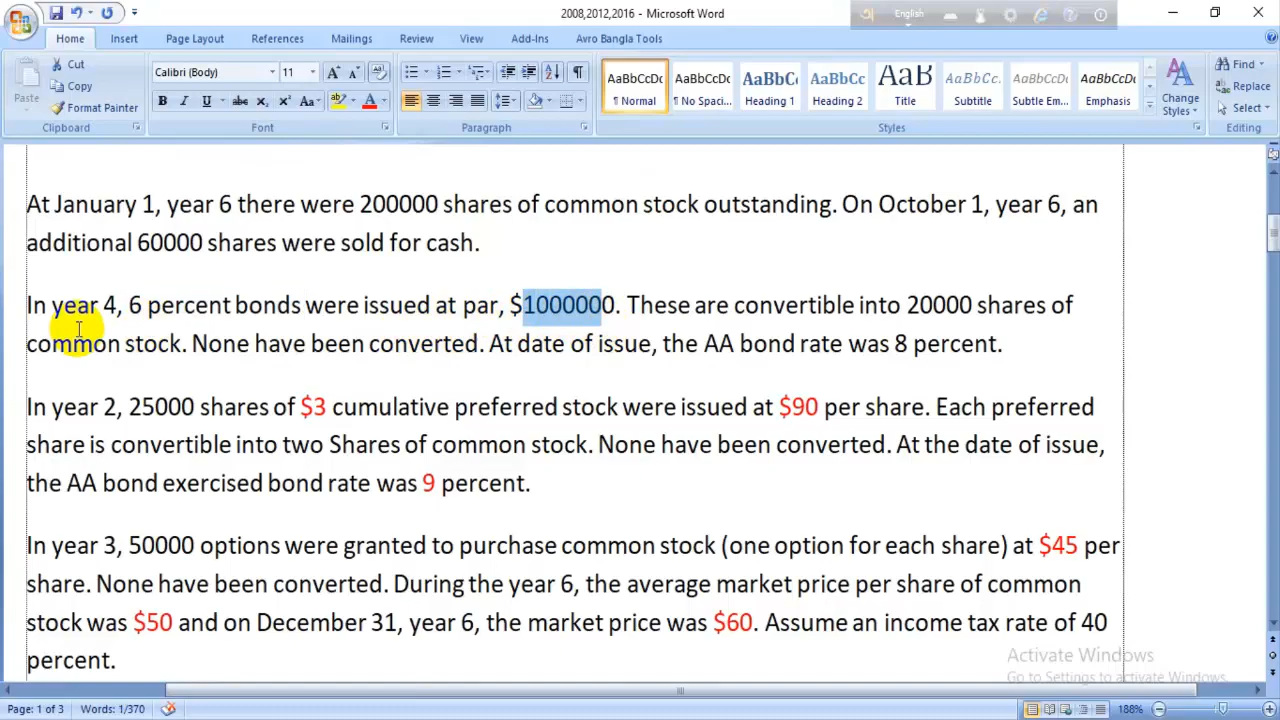 2008,2012,2016 - Microsoft Word
English
Home Insert Page Layout References Mailings Review View Add-Ins Avro Bangla Tools
Paste
Cut
Copy
Format Painter
Clipboard
Calibri (Body) 11
Font
Paragraph
AaBbCcDc AaBbCcDc AaBbCc AaBbCc AaB AaBbCc. AaBbCcDc AaBbCcDc
¶ Normal ¶ No Spaci... Heading 1 Heading 2 Title Subtitle Subtle Em... Emphasis
Styles
Change
Styles
Find
Replace
Select
Editing
At January 1, year 6 there were 200000 shares of common stock outstanding. On October 1, year 6, an
additional 60000 shares were sold for cash.
In year 4, 6 percent bonds were issued at par, $1000000. These are convertible into 20000 shares of
common stock. None have been converted. At date of issue, the AA bond rate was 8 percent.
In year 2, 25000 shares of $3 cumulative preferred stock were issued at $90 per share. Each preferred
share is convertible into two Shares of common stock. None have been converted. At the date of issue,
the AA bond exercised bond rate was 9 percent.
In year 3, 50000 options were granted to purchase common stock (one option for each share) at $45 per
share. None have been converted. During the year 6, the average market price per share of common
stock was $50 and on December 31, year 6, the market price was $60. Assume an income tax rate of 40
percent.
Activate Windows
Go to Settings to activate Windows.
Page: 1 of 3 Words: 1/370 188%